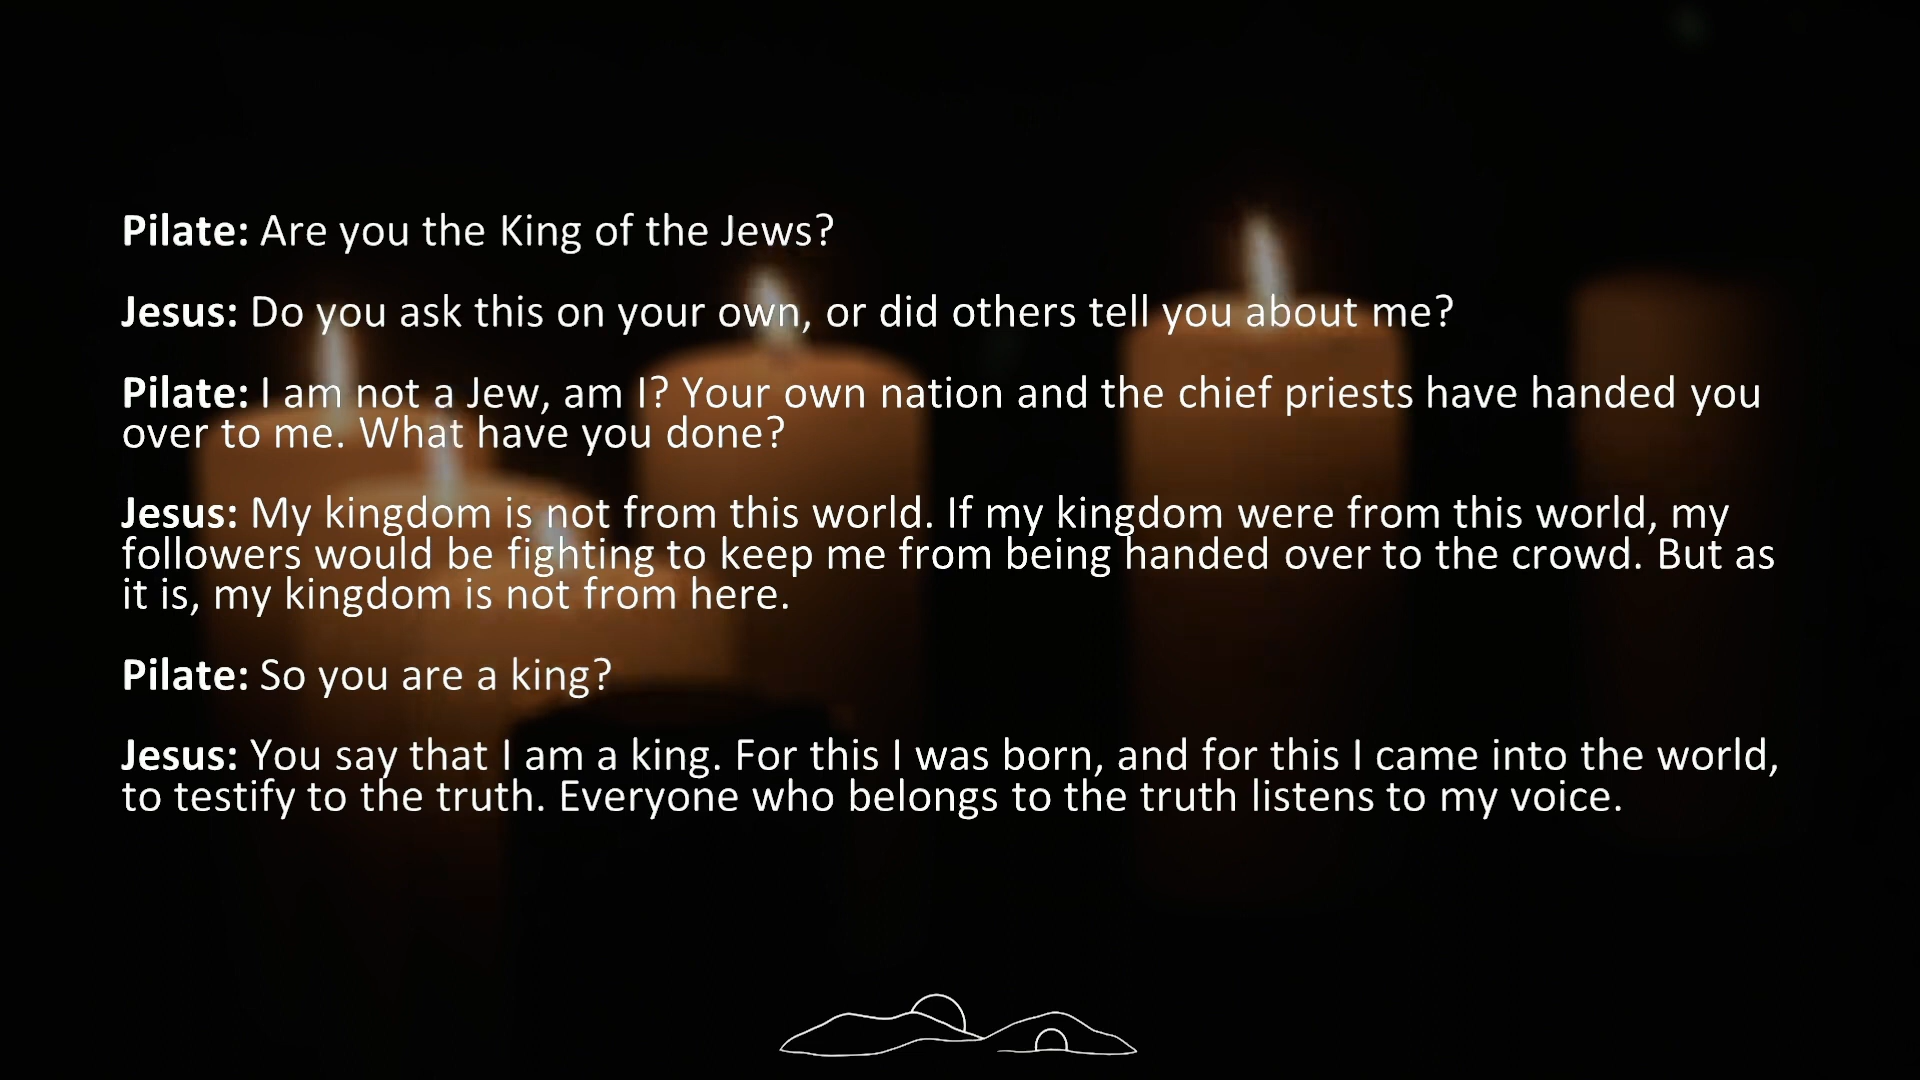 Pilate: Are you the King of the Jews?
Jesus: Do you ask this on your own, or did others tell you about me?
Pilate: I am not a Jew, am I? Your own nation and the chief priests have handed you
over to me. What have you done?
Jesus: My kingdom is not from this world. If my kingdom were from this world, my
followers would be fighting to keep me from being handed over to the crowd. But as
it is, my kingdom is not from here.
Pilate: So you are a king?
Jesus: You say that I am a king. For this I was born, and for this I came into the world,
to testify to the truth. Everyone who belongs to the truth listens to my voice.